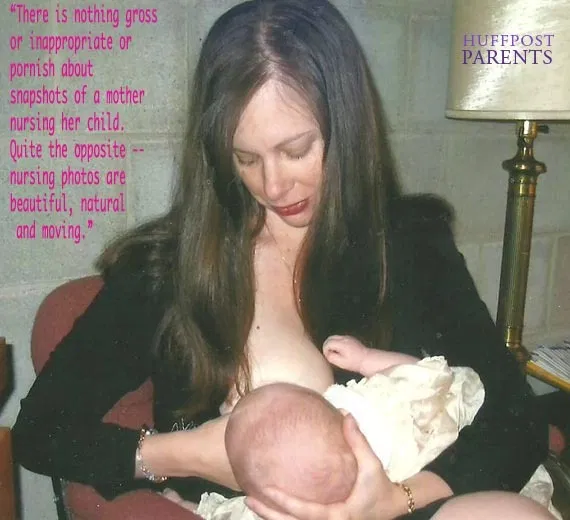 "There is nothing gross
or inappropriate or
pornish about
snapshots of a mother
nursing her child.
Quite the opposite --
nursing photos are
beautiful, natural
and moving."
HUFFPOST
PARENTS